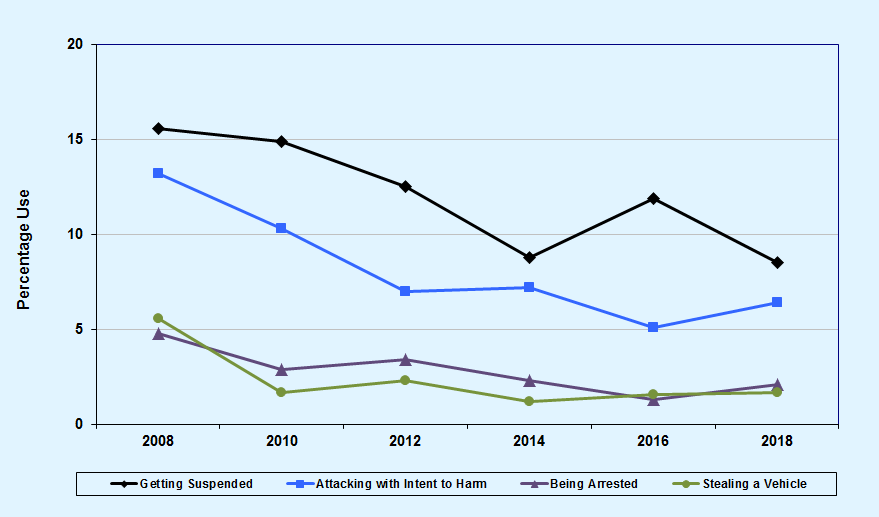 20
15
10
5
0
Percentage Use
2008 2010 2012 2014 2016 2018
Getting Suspended Attacking with Intent to Harm Being Arrested Stealing a Vehicle